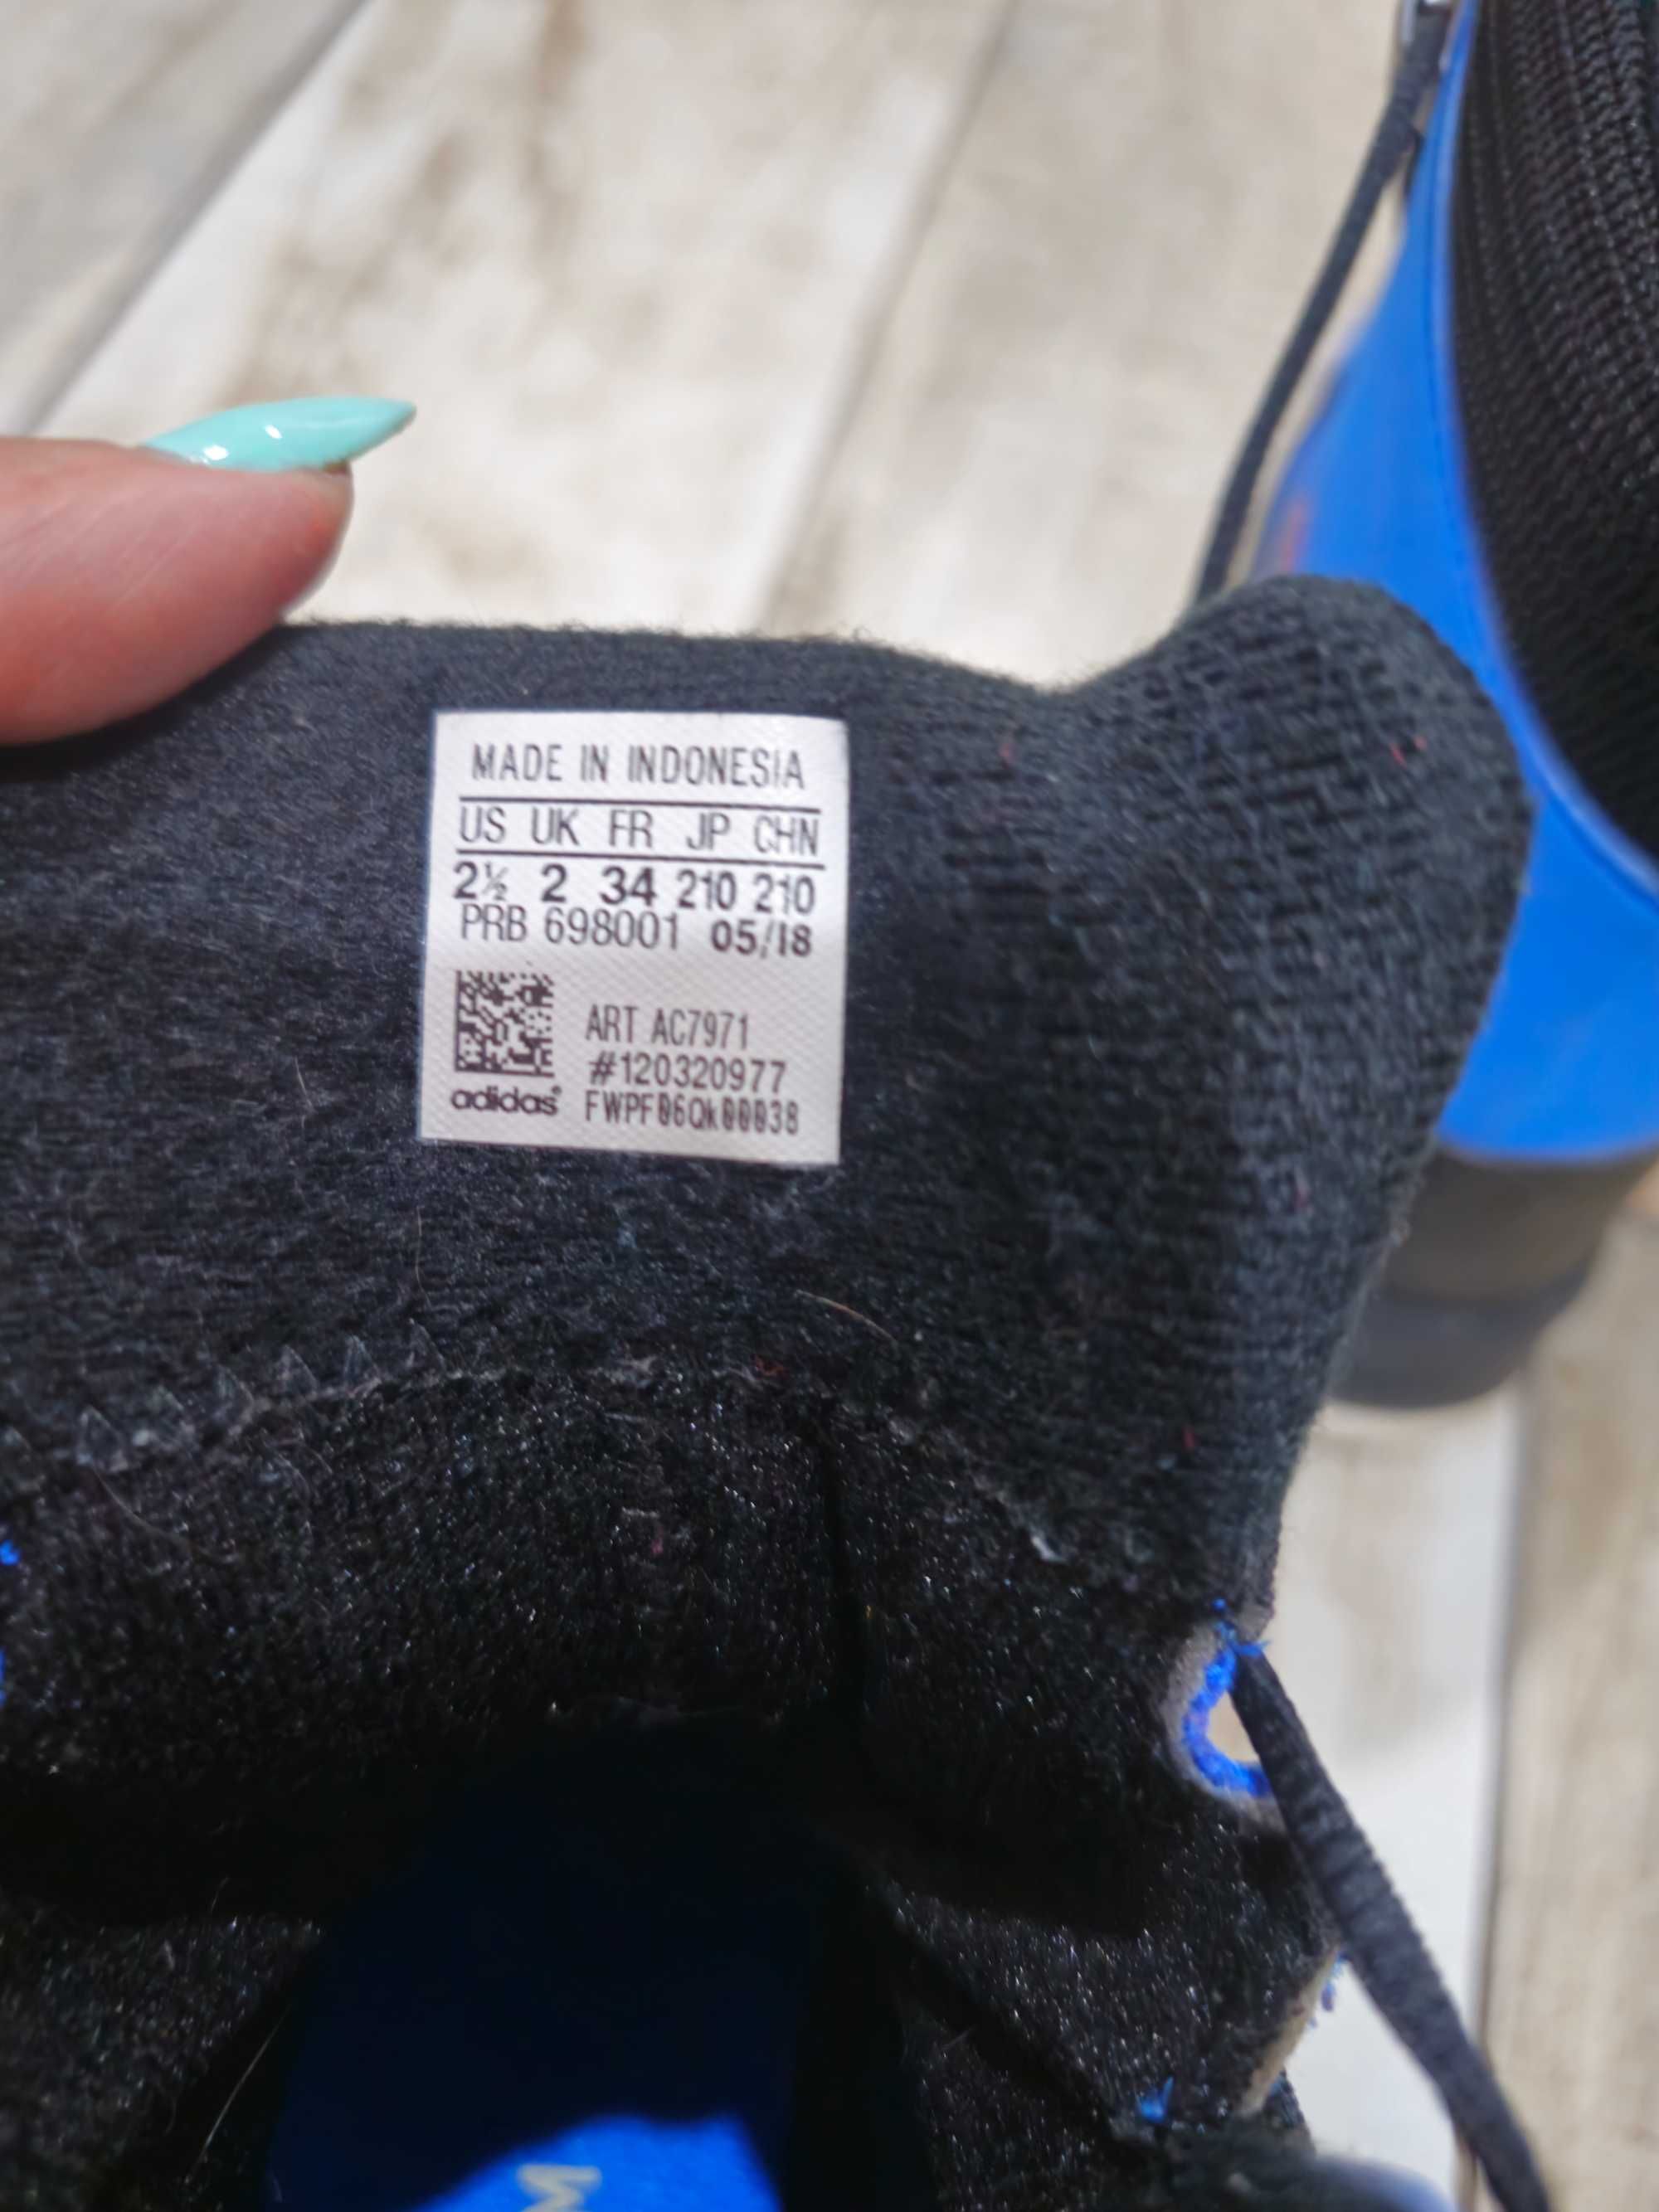 MADE IN INDONESIA
US UK FR JP CHN
2½ 2 34 210 210
PRB 698001 05/18
ART AC7971
#120320977
adidas® FWPF06Qk00038